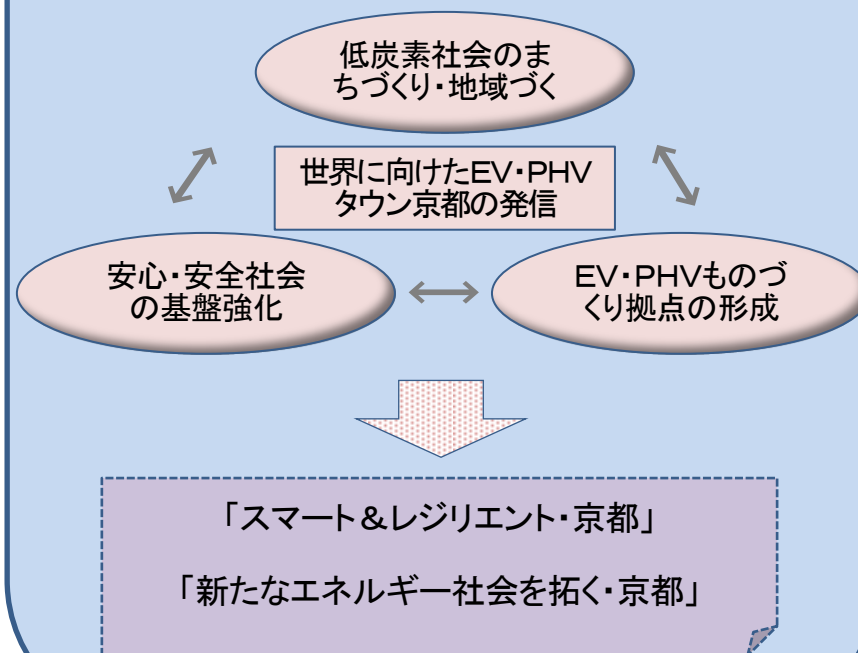 低炭素社会のま
ちづくり・地域づく
世界に向けたEV・PHV
タウン京都の発信
安心・安全社会
の基盤強化
EV・PHVものづ
くり拠点の形成
「スマート＆レジリエント・京都」
「新たなエネルギー社会を拓く・京都」